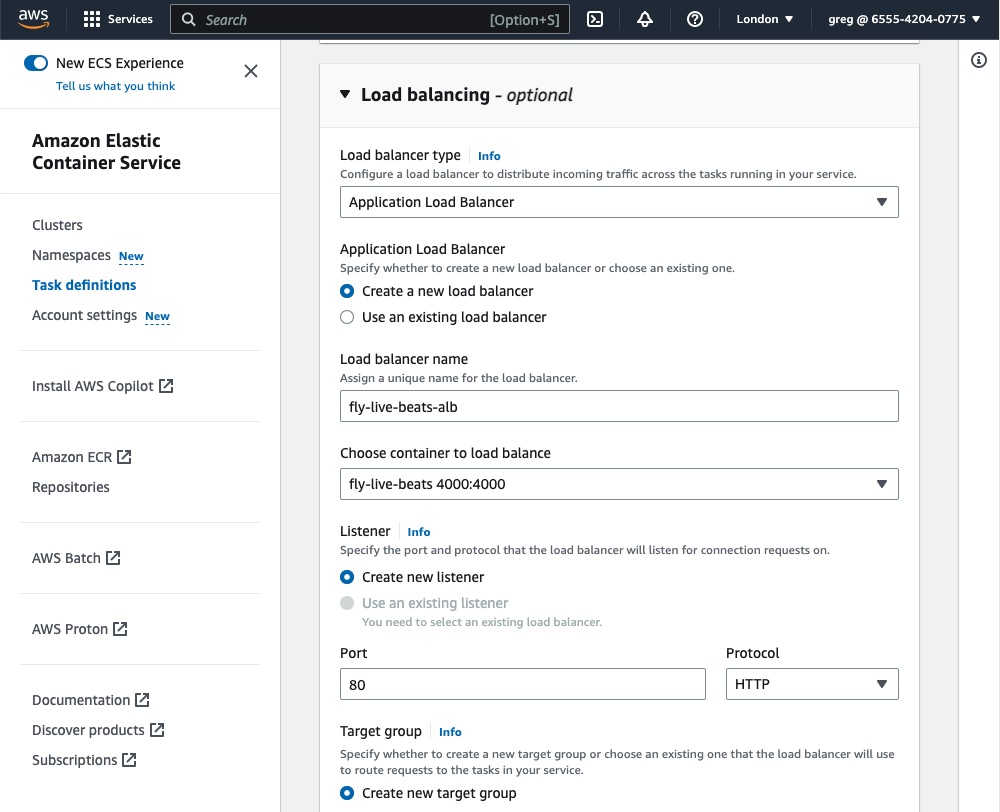 aws
Services
Search
[Option+S]
London
greg @ 6555-4204-0775
New ECS Experience
Tell us what you think
Amazon Elastic
Container Service
Clusters
Namespaces New
Task definitions
Account settings New
Install AWS Copilot
Amazon ECR
Repositories
AWS Batch
AWS Proton
Documentation
Discover products
Subscriptions
Load balancing - optional
Load balancer type Info
Configure a load balancer to distribute incoming traffic across the tasks running in your service.
Application Load Balancer
Application Load Balancer
Specify whether to create a new load balancer or choose an existing one.
Create a new load balancer
Use an existing load balancer
Load balancer name
Assign a unique name for the load balancer.
fly-live-beats-alb
Choose container to load balance
fly-live-beats 4000:4000
Listener Info
Specify the port and protocol that the load balancer will listen for connection requests on.
Create new listener
Use an existing listener
You need to select an existing load balancer.
Port
80
Protocol
HTTP
Target group Info
Specify whether to create a new target group or choose an existing one that the load balancer will use
to route requests to the tasks in your service.
Create new target group